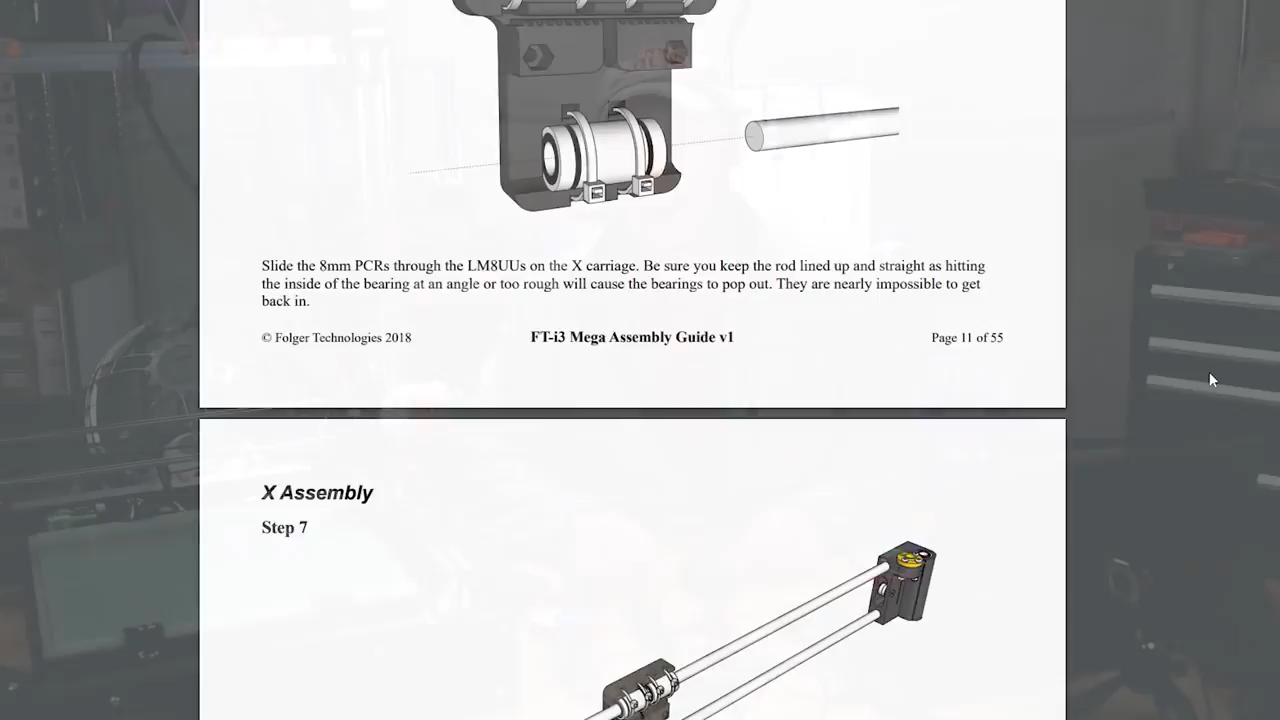 Slide the 8mm PCRs through the LM8UUs on the X carriage. Be sure you keep the rod lined up and straight as hitting
the inside of the bearing at an angle or too rough will cause the bearings to pop out. They are nearly impossible to get
back in.
© Folger Technologies 2018 FT-i3 Mega Assembly Guide v1 Page 11 of 55
X Assembly
Step 7